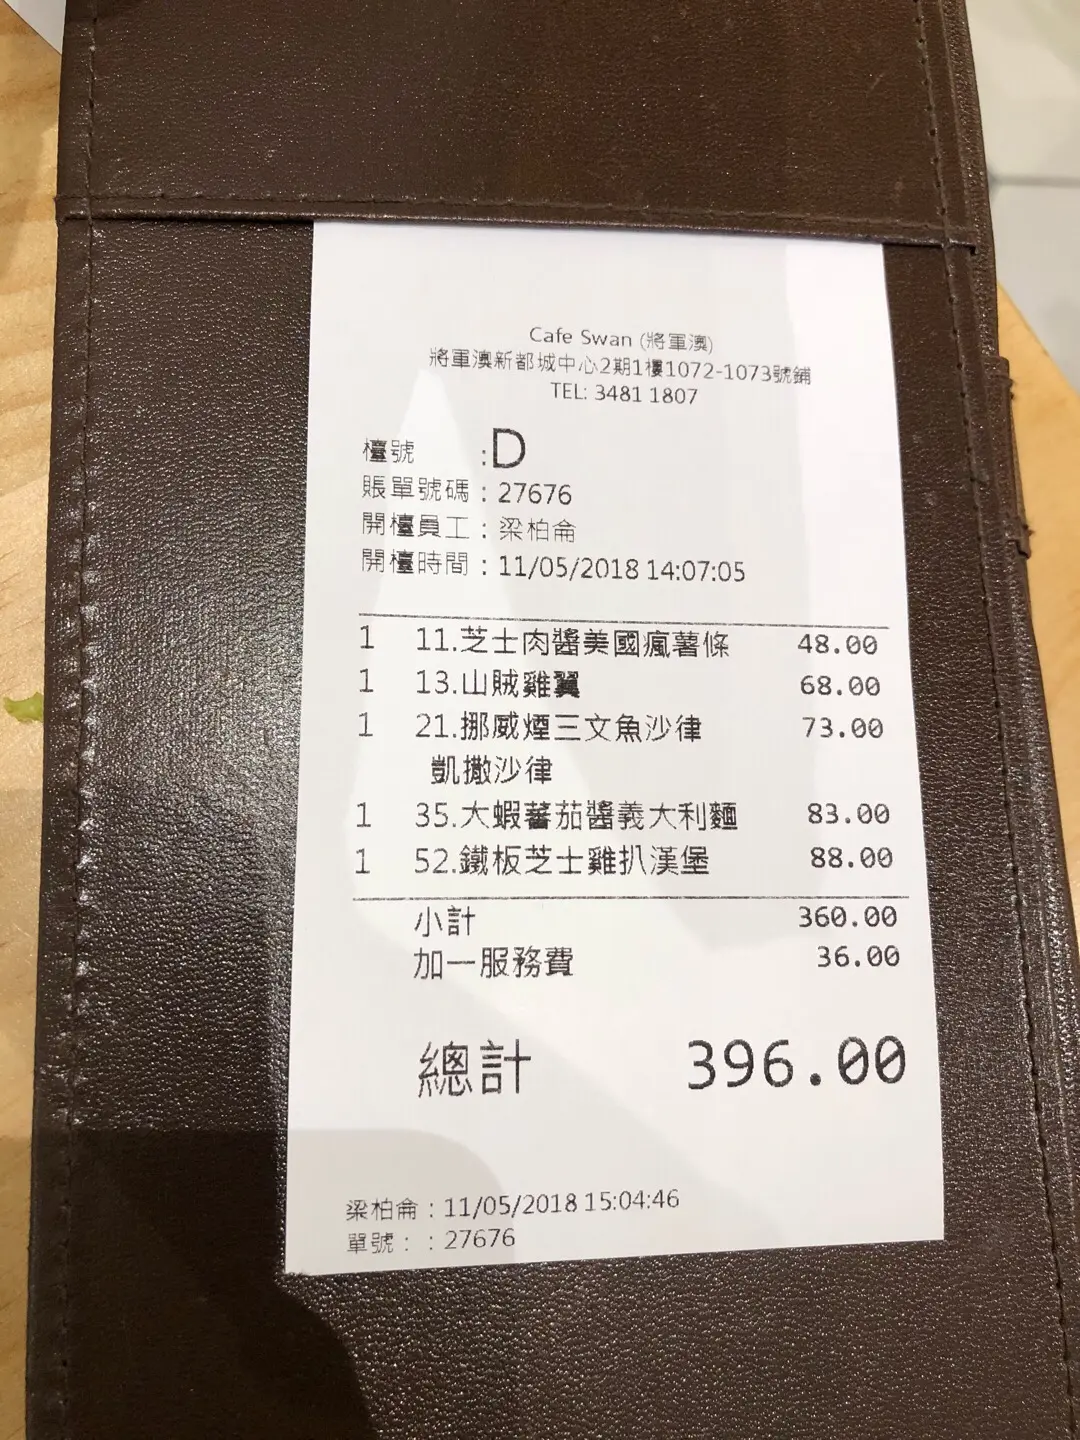 Cafe Swan (將軍澳)
將軍澳新都城中心2期1樓1072-1073號鋪
TEL: 3481 1807
檯號 :D
賬單號碼 : 27676
開檯員工 : 梁柏侖
開檯時間 : 11/05/2018 14:07:05
1 11.芝士肉醬美國瘋薯條 48.00
1 13.山賊雞翼 68.00
1 21.挪威煙三文魚沙律 73.00
凱撒沙律
1 35.大蝦蕃茄醬義大利麵 83.00
1 52.鐵板芝士雞扒漢堡 88.00
小計 360.00
加一服務費 36.00
總計 396.00
梁柏侖 : 11/05/2018 15:04:46
單號 : : 27676